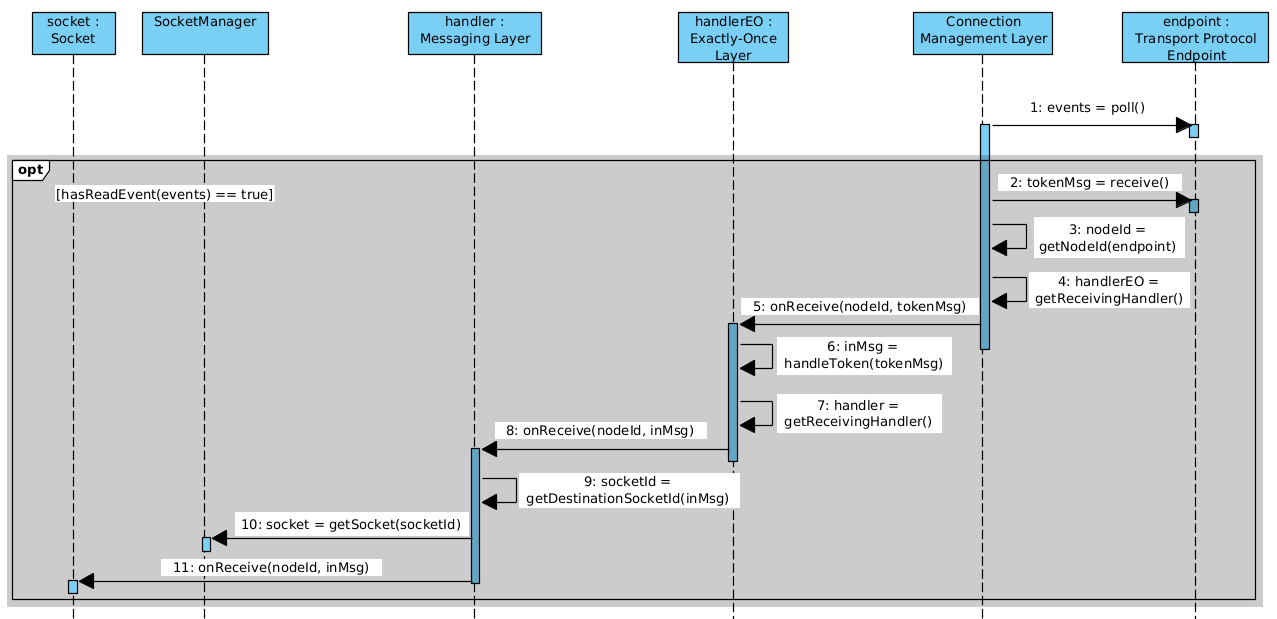 socket :
Socket
SocketManager
handler :
Messaging Layer
handlerEO :
Exactly-Once
Layer
Connection
Management Layer
endpoint :
Transport Protocol
Endpoint
1: events = poll()
opt
[hasReadEvent(events) == true]
2: tokenMsg = receive()
3: nodeId =
getNodeId(endpoint)
4: handlerEO =
getReceivingHandler()
5: onReceive(nodeId, tokenMsg)
6: inMsg =
handleToken(tokenMsg)
7: handler =
getReceivingHandler()
8: onReceive(nodeId, inMsg)
9: socketId =
getDestinationSocketId(inMsg)
10: socket = getSocket(socketId)
11: onReceive(nodeId, inMsg)